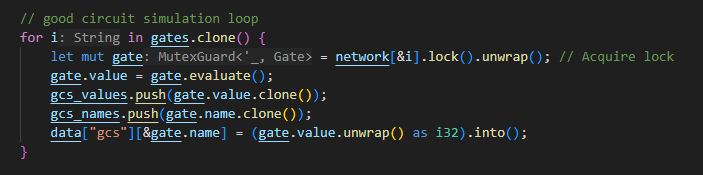 // good circuit simulation loop
for i: String in gates.clone() {
let mut gate: MutexGuard<'_, Gate> = network[&i].lock().unwrap(); // Acquire lock
gate.value = gate.evaluate();
gcs_values.push(gate.value.clone());
gcs_names.push(gate.name.clone());
data["gcs"][&gate.name] = (gate.value.unwrap() as i32).into();
}